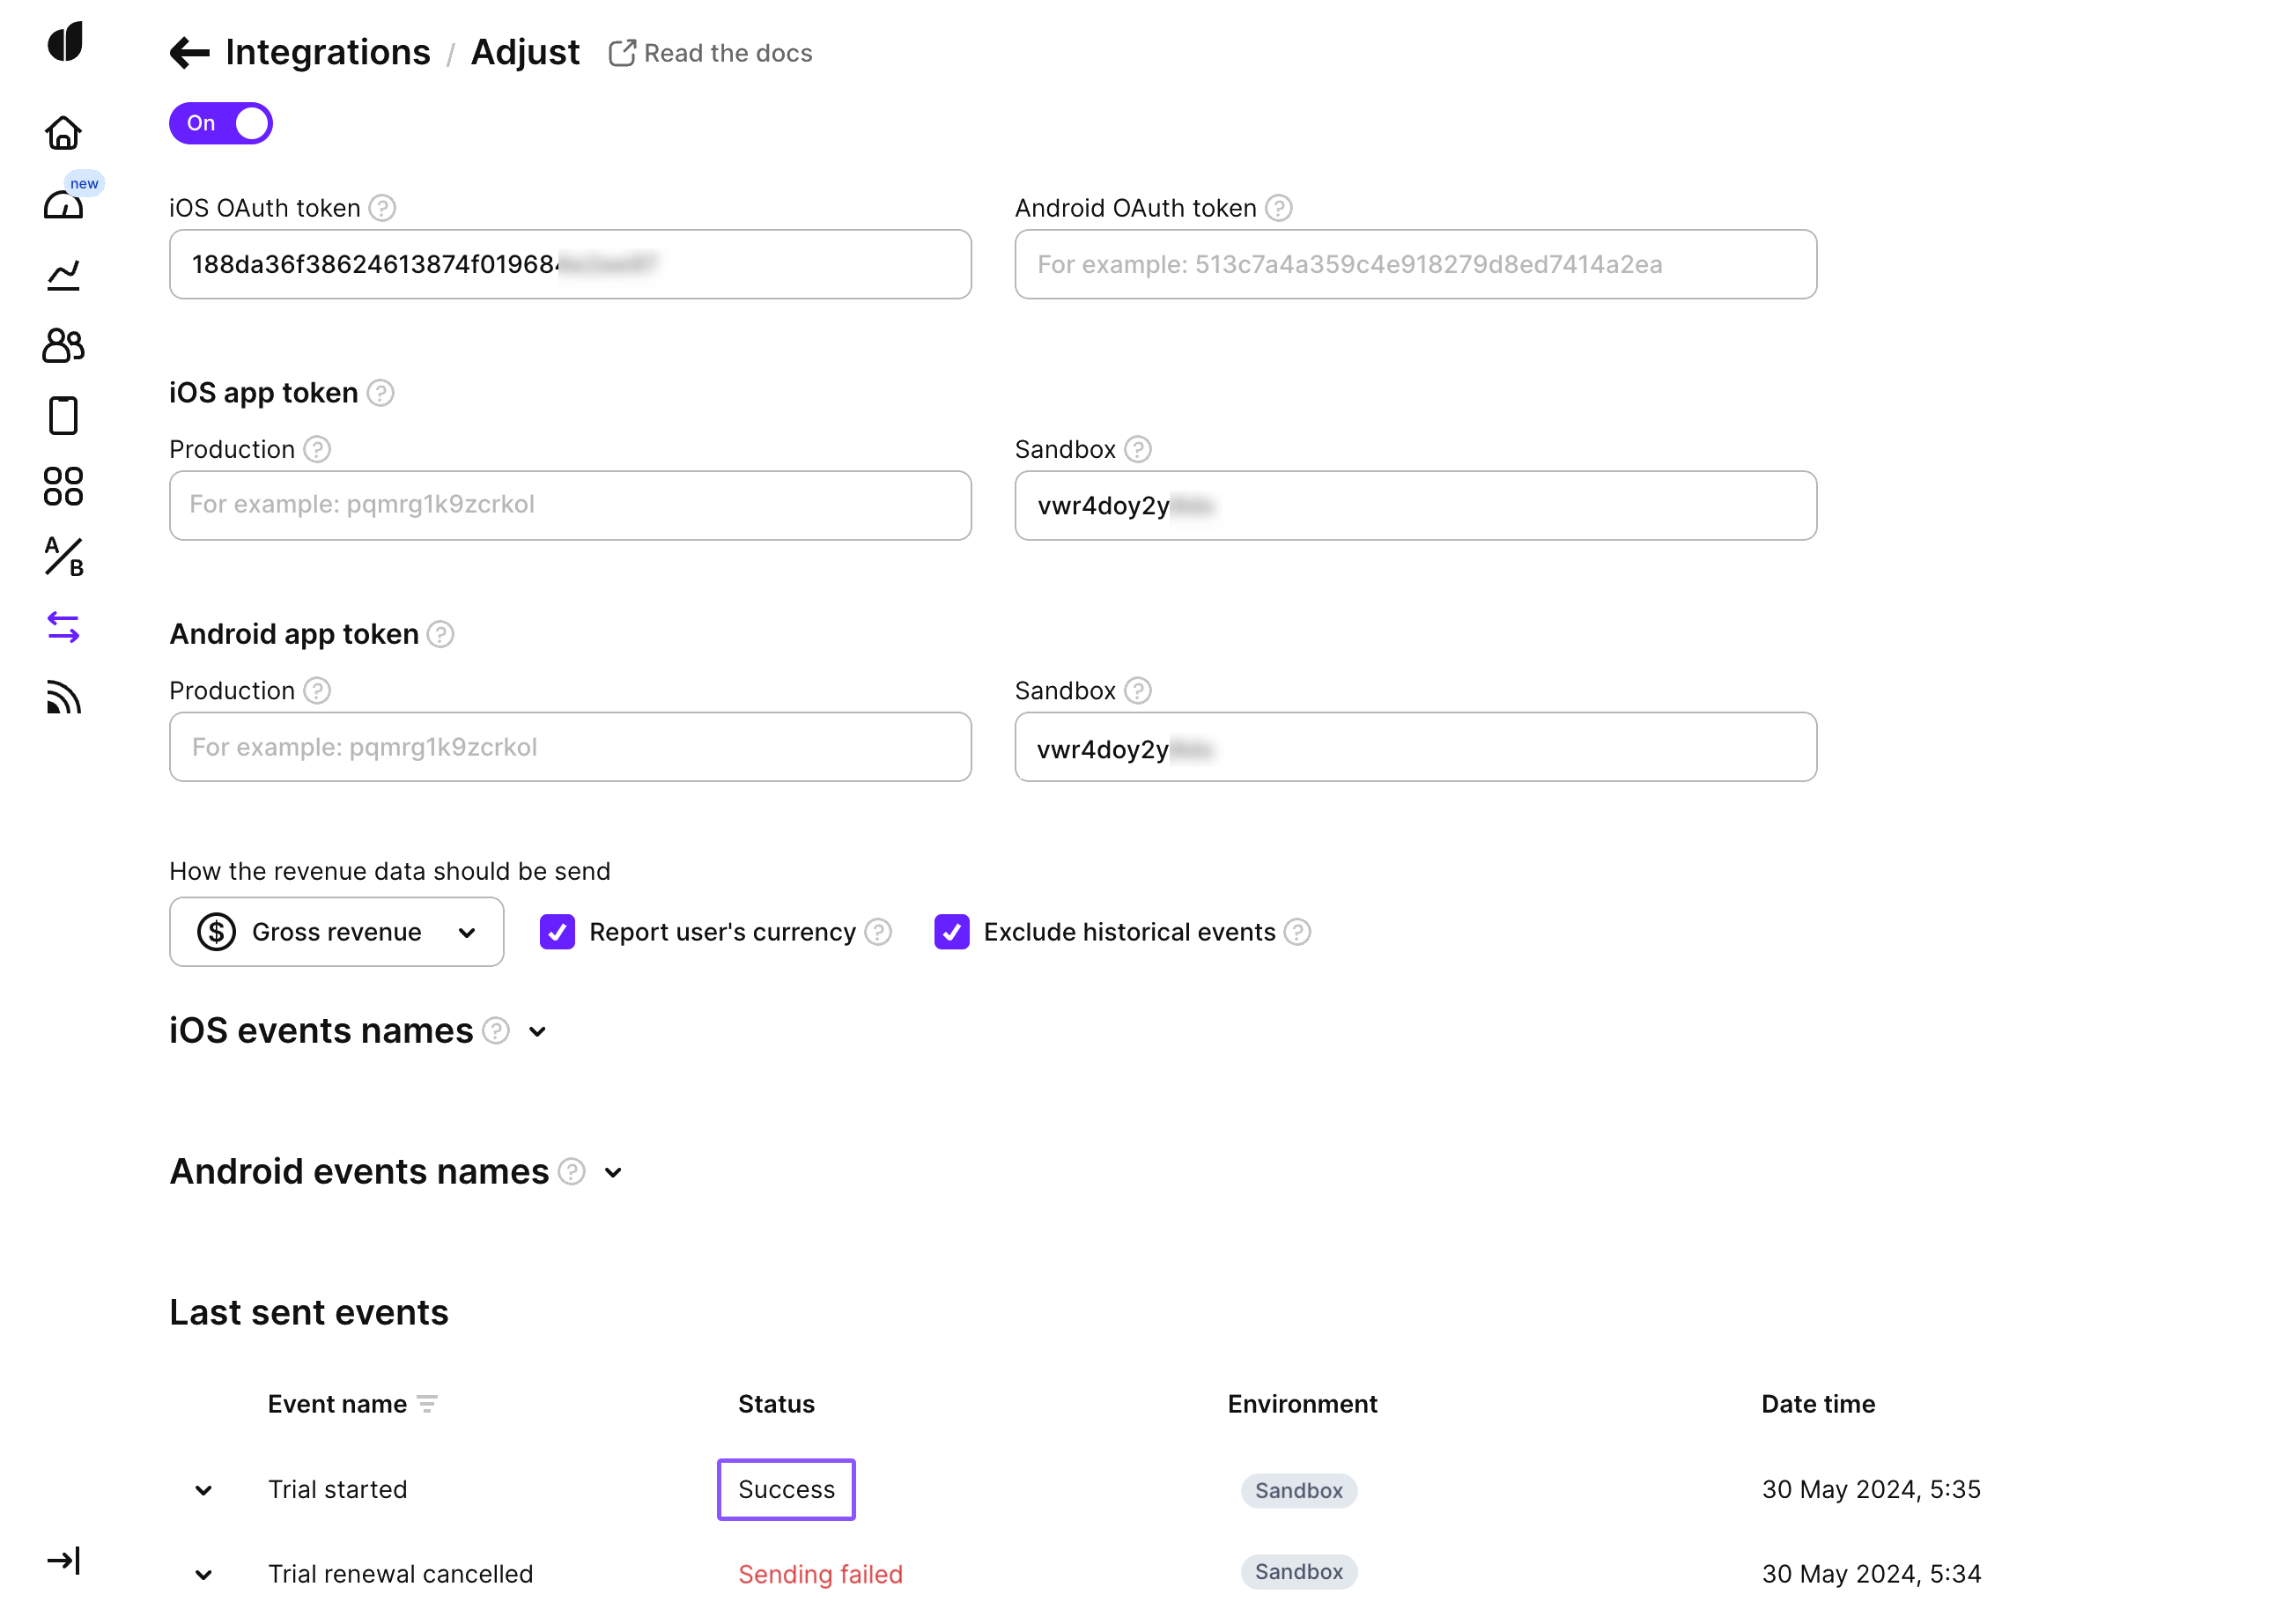 Integrations / Adjust Read the docs
On
new
iOS OAuth token ? Android OAuth token ?
188da36f38624613874f01968 For example: 513c7a4a359c4e918279d8ed7414a2ea
iOS app token ?
Production ? Sandbox ?
For example: pqmrg1k9zcrkol vwr4doy2y
A/B
Android app token ?
Production ? Sandbox ?
For example: pqmrg1k9zcrkol vwr4doy2y
How the revenue data should be send
$ Gross revenue Report user's currency ? Exclude historical events ?
iOS events names ?
Android events names ?
Last sent events
Event name Status Environment Date time
Trial started Success Sandbox 30 May 2024, 5:35
Trial renewal cancelled Sending failed Sandbox 30 May 2024, 5:34